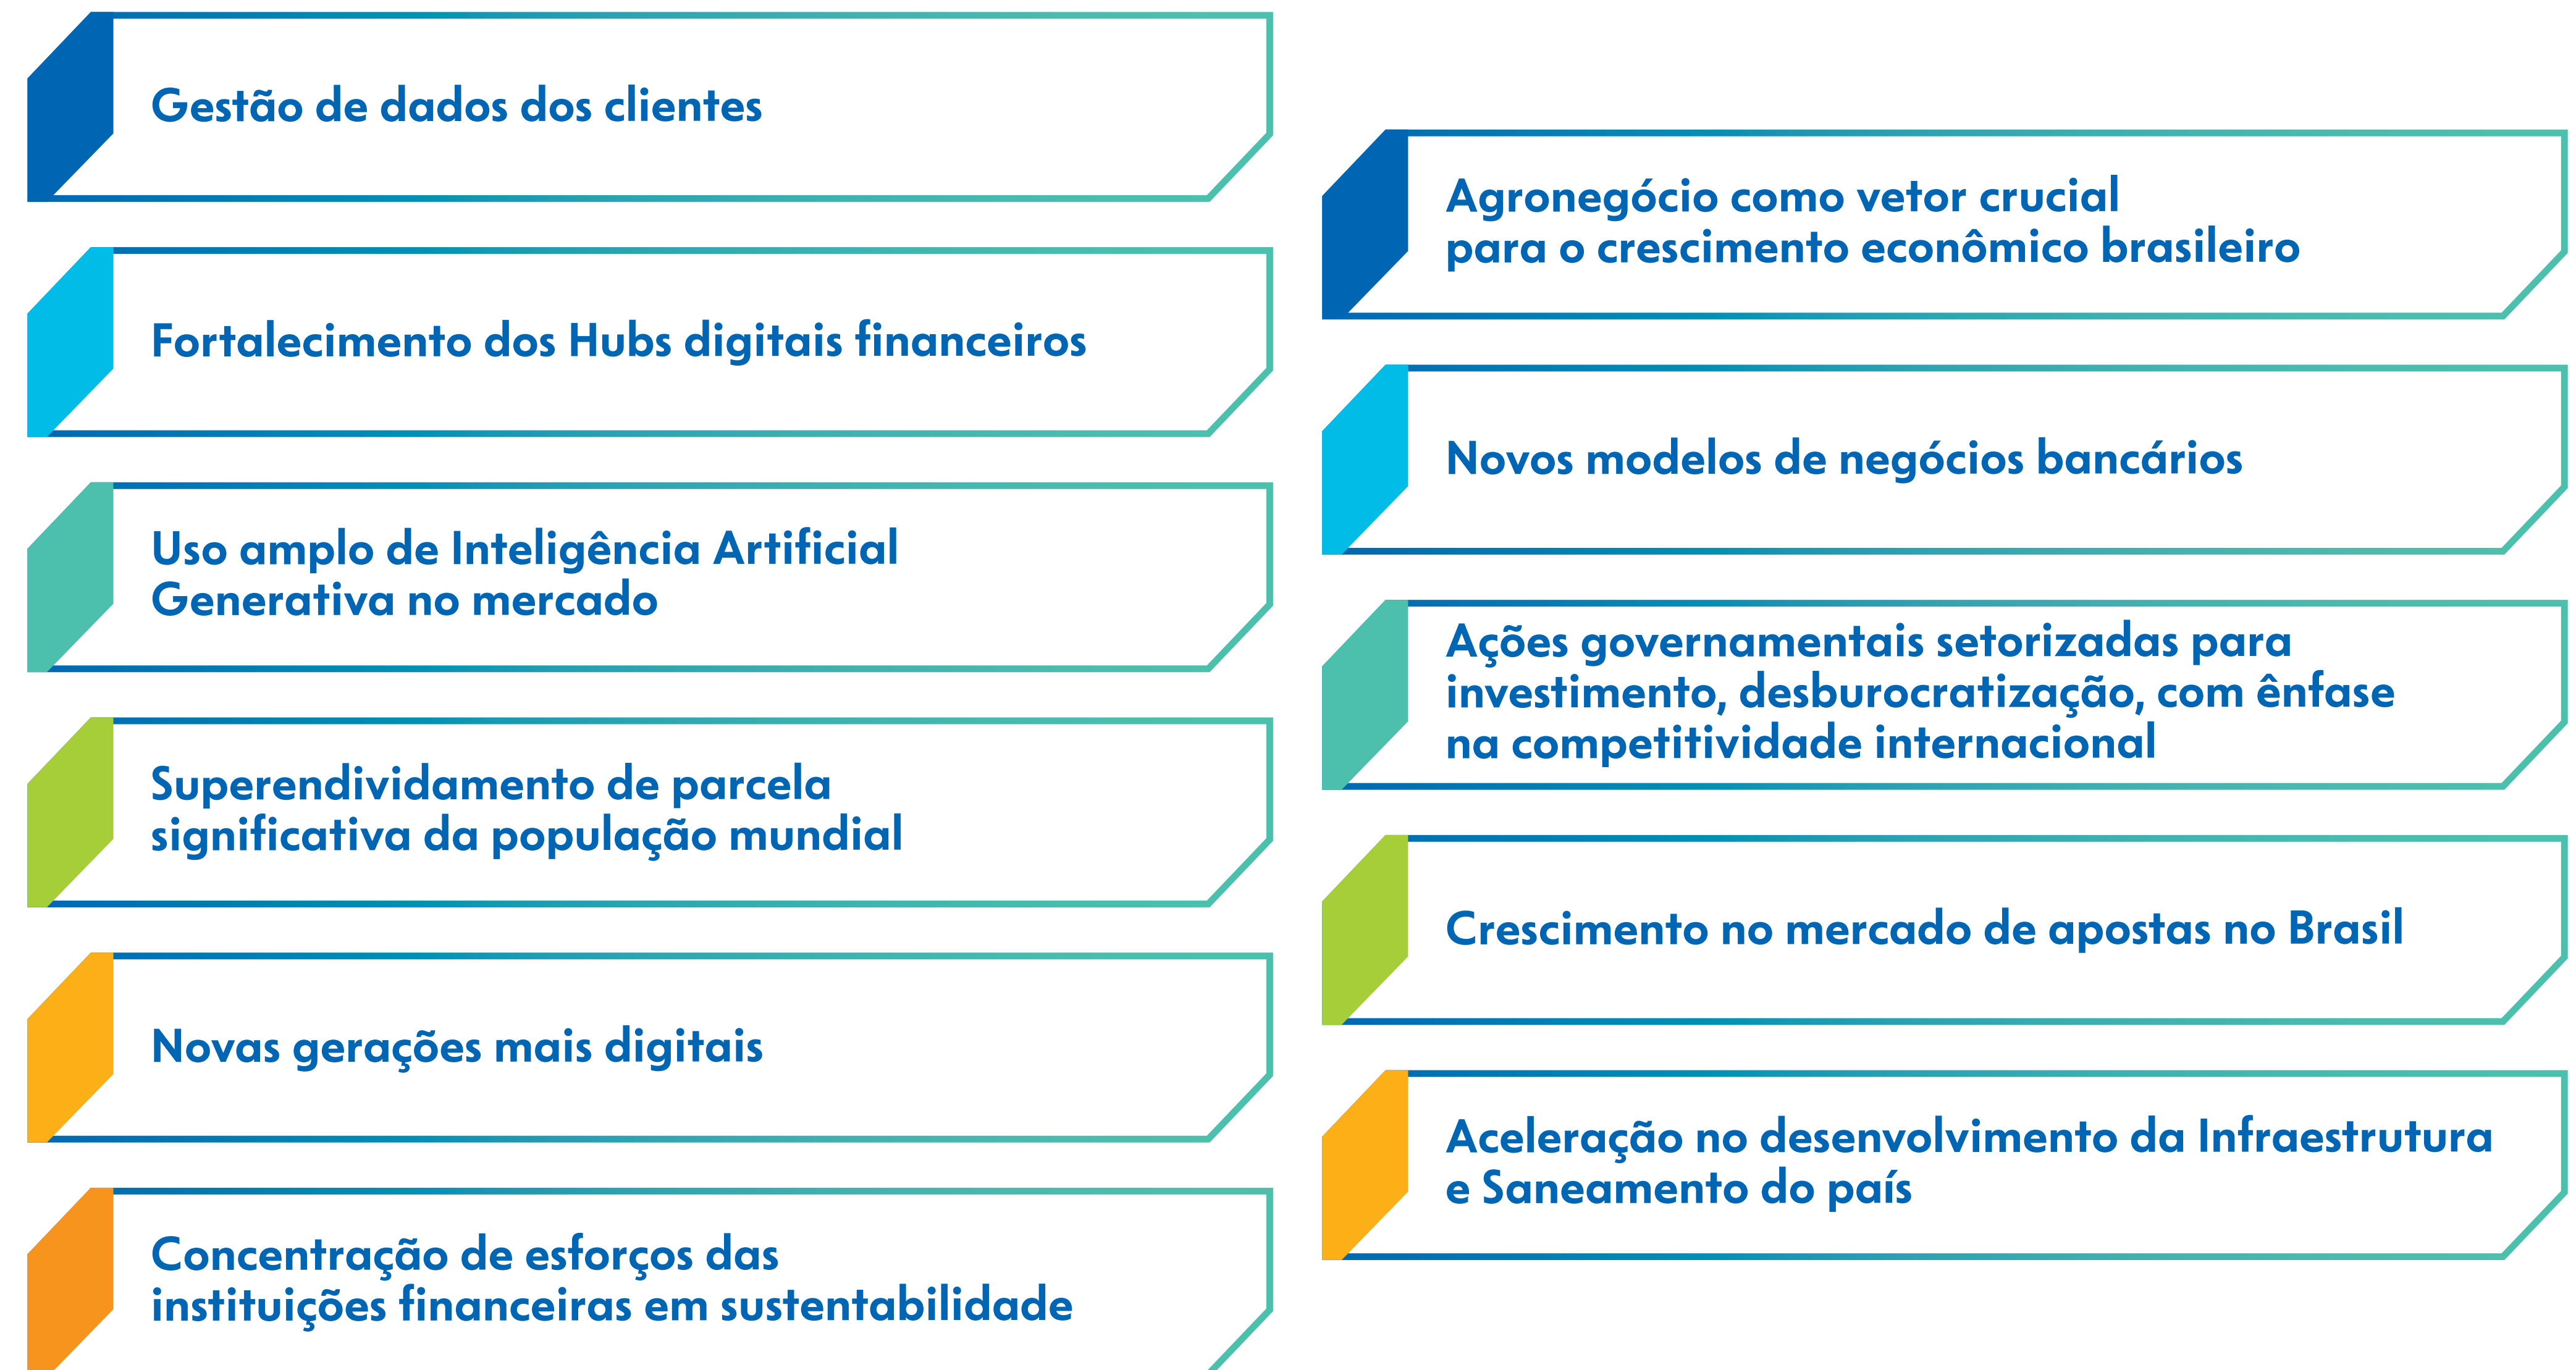 Gestão de dados dos clientes
Fortalecimento dos Hubs digitais financeiros
Uso amplo de Inteligência Artificial
Generativa no mercado
Superendividamento de parcela
significativa da população mundial
Novas gerações mais digitais
Concentração de esforços das
instituições financeiras em sustentabilidade
Agronegócio como vetor crucial
para o crescimento econômico brasileiro
Novos modelos de negócios bancários
Ações governamentais setorizadas para
investimento, desburocratização, com ênfase
na competitividade internacional
Crescimento no mercado de apostas no Brasil
Aceleração no desenvolvimento da Infraestrutura
e Saneamento do país